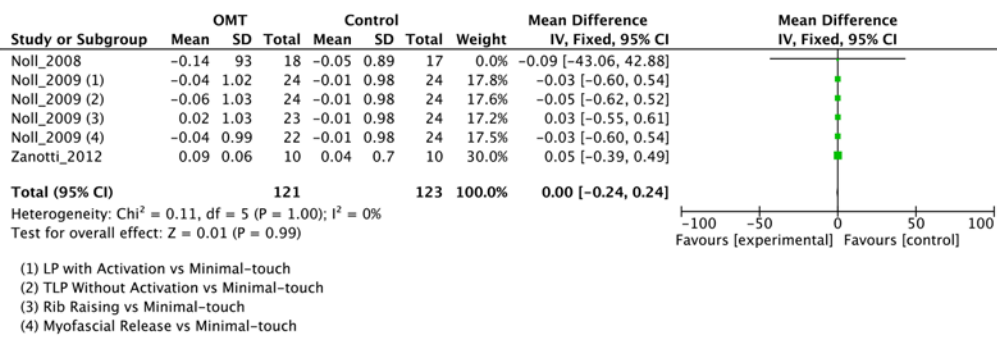 OMT Control Mean Difference Mean Difference
Study or Subgroup Mean SD Total Mean SD Total Weight IV, Fixed, 95% CI IV, Fixed, 95% CI
Noll_2008 −0.14 93 18 −0.05 0.89 17 0.0% −0.09 [−43.06, 42.88]
Noll_2009 (1) −0.04 1.02 24 −0.01 0.98 24 17.8% −0.03 [−0.60, 0.54]
Noll_2009 (2) −0.06 1.03 24 −0.01 0.98 24 17.6% −0.05 [−0.62, 0.52]
Noll_2009 (3) 0.02 1.03 23 −0.01 0.98 24 17.2% 0.03 [−0.55, 0.61]
Noll_2009 (4) −0.04 0.99 22 −0.01 0.98 24 17.5% −0.03 [−0.60, 0.54]
Zanotti_2012 0.09 0.06 10 0.04 0.7 10 30.0% 0.05 [−0.39, 0.49]
Total (95% CI) 121 123 100.0% 0.00 [−0.24, 0.24]
Heterogeneity: Chi² = 0.11, df = 5 (P = 1.00); I² = 0%
Test for overall effect: Z = 0.01 (P = 0.99)
−100 −50 0 50 100
Favours [experimental] Favours [control]
(1) LP with Activation vs Minimal−touch
(2) TLP Without Activation vs Minimal−touch
(3) Rib Raising vs Minimal−touch
(4) Myofascial Release vs Minimal−touch